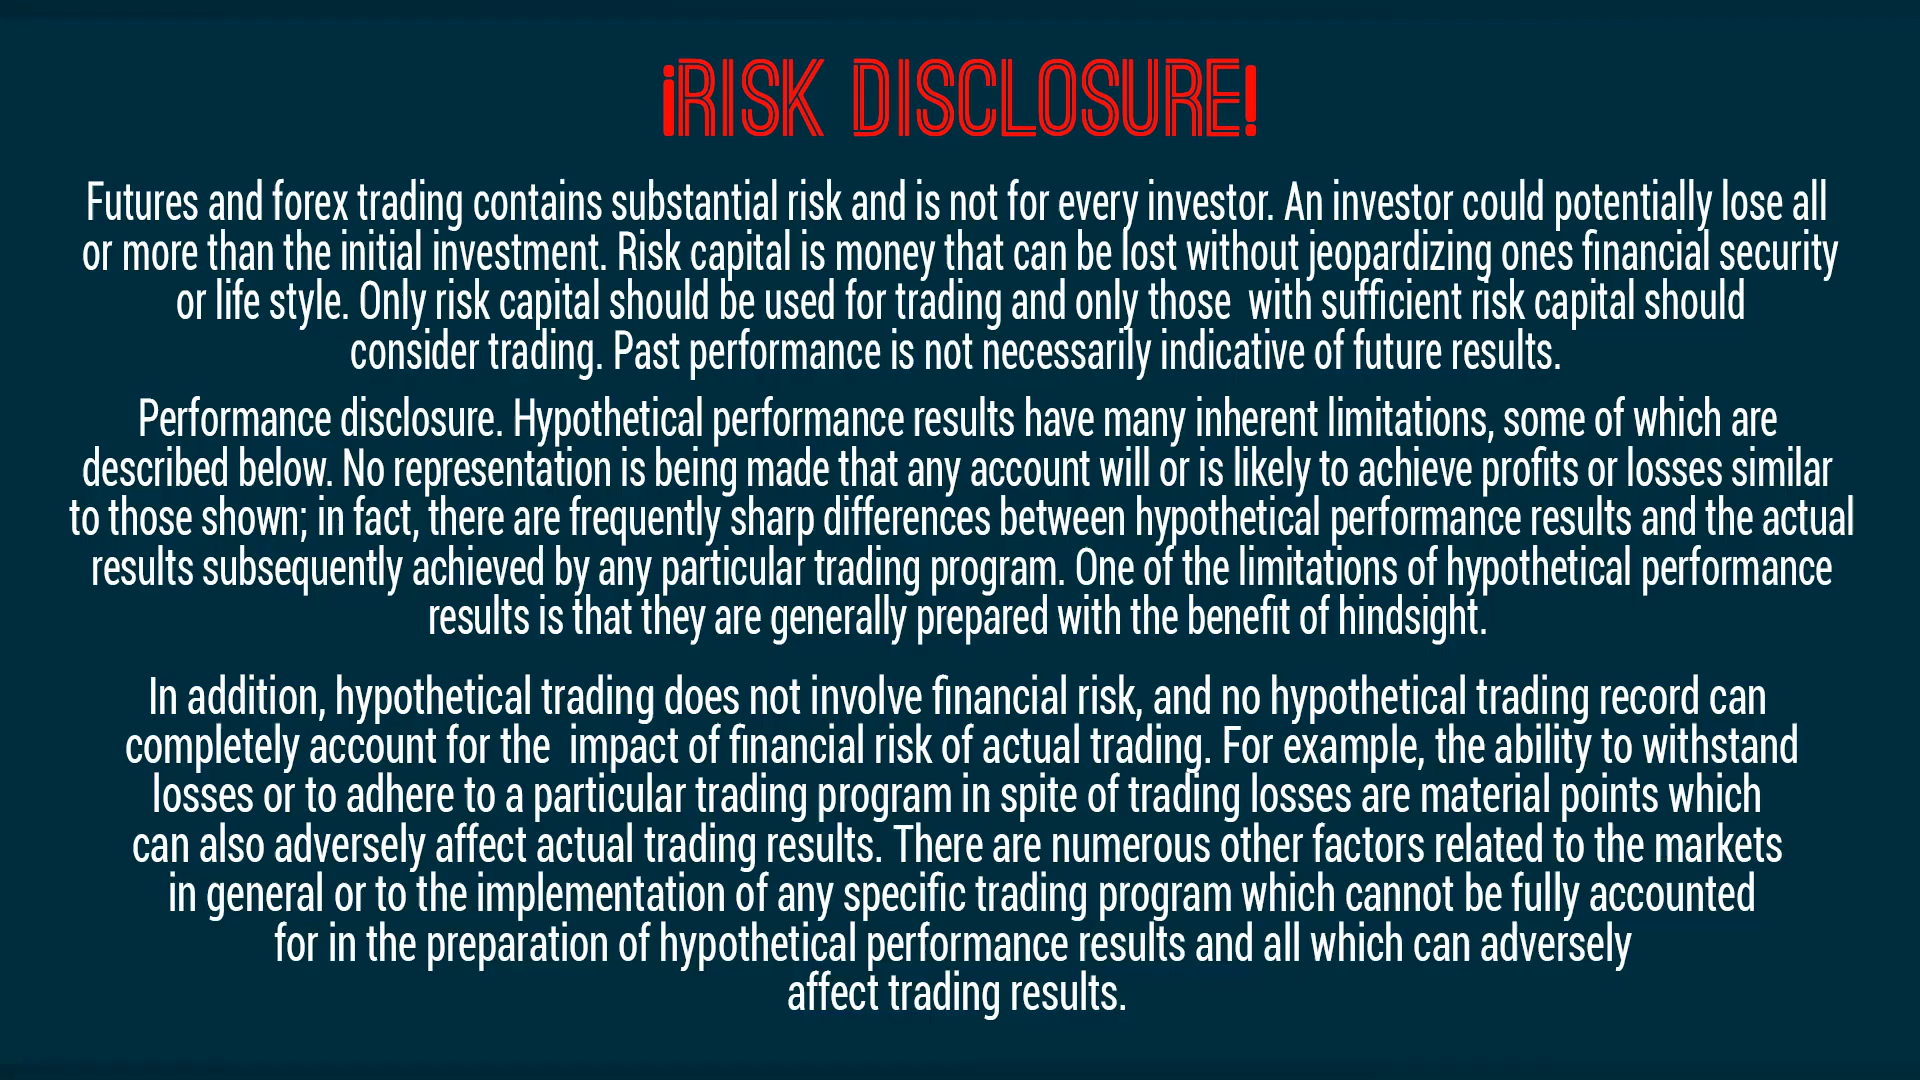 ¡RISK DISCLOSURE!
Futures and forex trading contains substantial risk and is not for every investor. An investor could potentially lose all
or more than the initial investment. Risk capital is money that can be lost without jeopardizing ones financial security
or life style. Only risk capital should be used for trading and only those  with sufficient risk capital should
consider trading. Past performance is not necessarily indicative of future results.
Performance disclosure. Hypothetical performance results have many inherent limitations, some of which are
described below. No representation is being made that any account will or is likely to achieve profits or losses similar
to those shown; in fact, there are frequently sharp differences between hypothetical performance results and the actual
results subsequently achieved by any particular trading program. One of the limitations of hypothetical performance
results is that they are generally prepared with the benefit of hindsight.
In addition, hypothetical trading does not involve financial risk, and no hypothetical trading record can
completely account for the  impact of financial risk of actual trading. For example, the ability to withstand
losses or to adhere to a particular trading program in spite of trading losses are material points which
can also adversely affect actual trading results. There are numerous other factors related to the markets
in general or to the implementation of any specific trading program which cannot be fully accounted
for in the preparation of hypothetical performance results and all which can adversely
affect trading results.